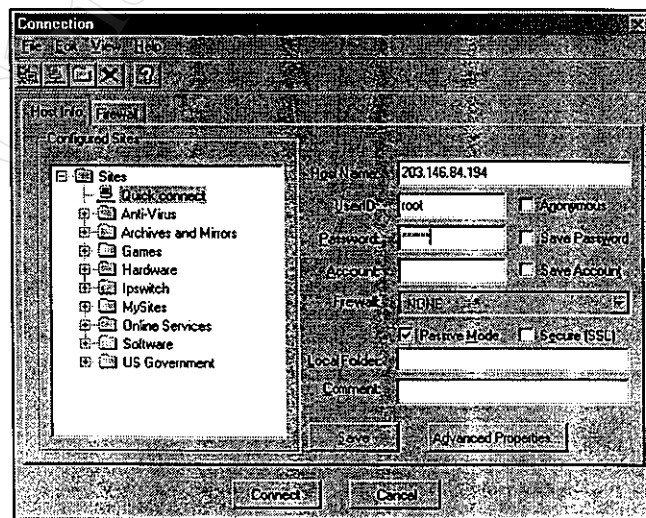 Connection
File Edit View Help
Host Info Firewall
Configured Sites
Sites
Quick connect
Anti-Virus
Archives and Mirrors
Games
Hardware
Ipswitch
MySites
Online Services
Software
US Government
Host Name: 203.146.84.194
UserID: root Anonymous
Password: ***** Save Password
Account: Save Account
Firewall: NONE
Passive Mode Secure (SSL)
Local Folder:
Comment:
Save Advanced Properties
Connect Cancel